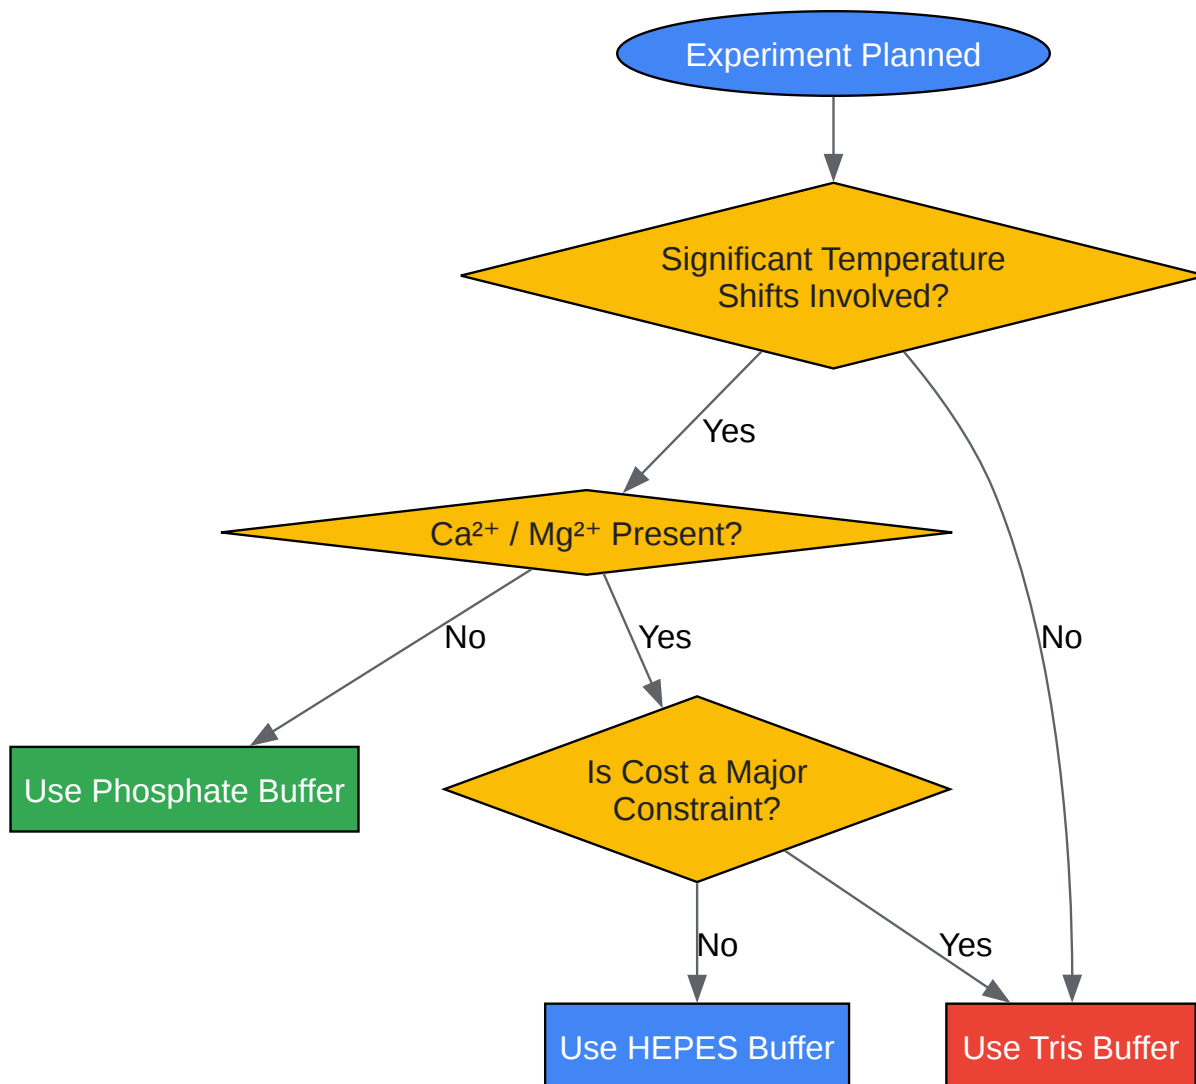 Experiment Planned
Significant Temperature
Shifts Involved?
Yes
Ca²⁺ / Mg²⁺ Present?
No
Yes
No
Use Phosphate Buffer
Is Cost a Major
Constraint?
No
Yes
Use HEPES Buffer
Use Tris Buffer